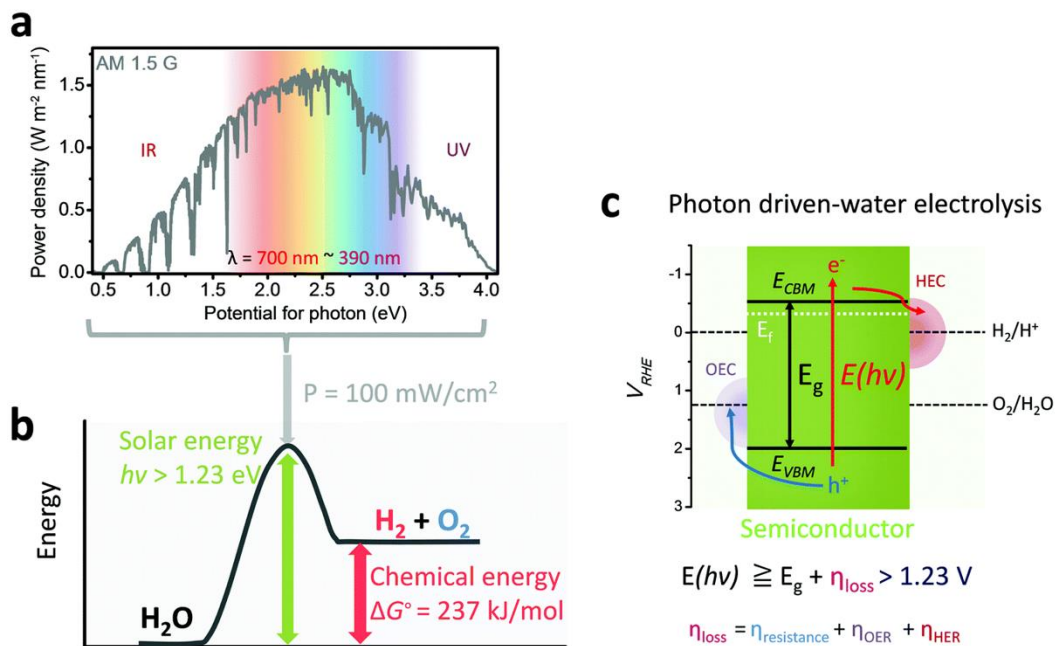 a
AM 1.5 G
Power density (W m⁻² nm⁻¹)
1.5
1.0
0.5
0.0
IR
UV
λ = 700 nm ~ 390 nm
0.5 1.0 1.5 2.0 2.5 3.0 3.5 4.0
Potential for photon (eV)
P = 100 mW/cm²
b
Energy
Solar energy
hν > 1.23 eV
H₂ + O₂
Chemical energy
ΔG° = 237 kJ/mol
H₂O
c
Photon driven-water electrolysis
V_RHE
-1
0
1
2
3
e⁻
HEC
E_CBM
E_f
H₂/H⁺
OEC
E_g
E(hν)
O₂/H₂O
E_VBM
h⁺
Semiconductor
E(hν) ≧ E_g + η_loss > 1.23 V
η_loss = η_resistance + η_OER + η_HER